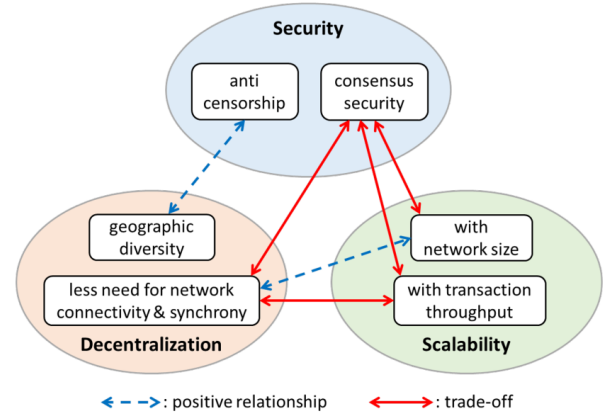 Security
anti
censorship
consensus
security
geographic
diversity
less need for network
connectivity & synchrony
Decentralization
with
network size
with transaction
throughput
Scalability
: positive relationship
: trade-off